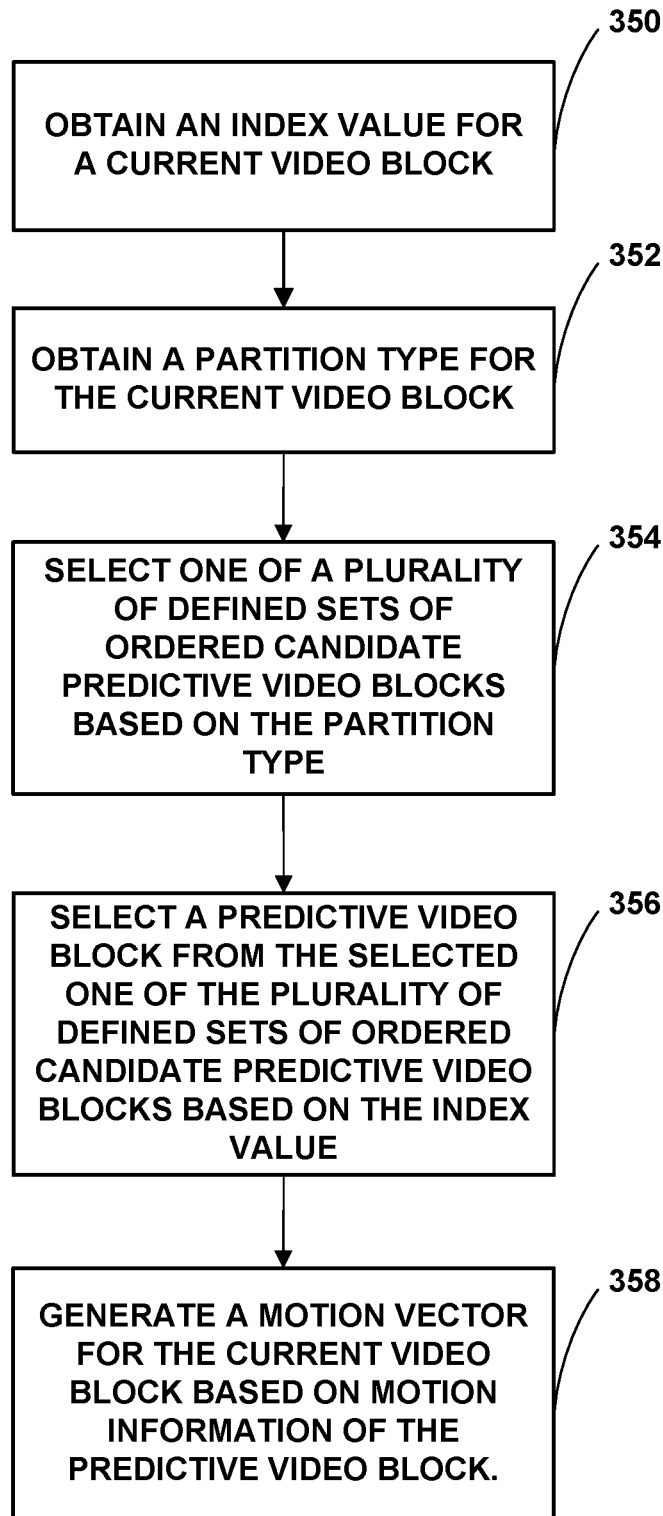 350
OBTAIN AN INDEX VALUE FOR
A CURRENT VIDEO BLOCK
352
OBTAIN A PARTITION TYPE FOR
THE CURRENT VIDEO BLOCK
354
SELECT ONE OF A PLURALITY
OF DEFINED SETS OF
ORDERED CANDIDATE
PREDICTIVE VIDEO BLOCKS
BASED ON THE PARTITION
TYPE
356
SELECT A PREDICTIVE VIDEO
BLOCK FROM THE SELECTED
ONE OF THE PLURALITY OF
DEFINED SETS OF ORDERED
CANDIDATE PREDICTIVE VIDEO
BLOCKS BASED ON THE INDEX
VALUE
358
GENERATE A MOTION VECTOR
FOR THE CURRENT VIDEO
BLOCK BASED ON MOTION
INFORMATION OF THE
PREDICTIVE VIDEO BLOCK.